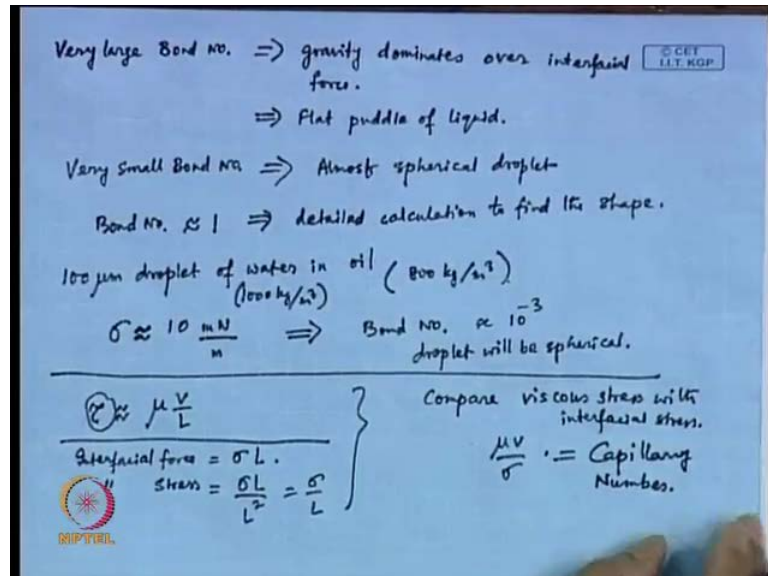 Very large Bond No. => gravity dominates over interfacial
force.
© CET
I.I.T. KGP
=> Flat puddle of liquid.
Very small Bond No. => Almost spherical droplet
Bond No. ≈ 1 => detailed calculation to find the shape.
100 μm droplet of water in oil (800 kg/m³)
(1000 kg/m³)
σ ≈ 10 mN/m => Bond No. ∝ 10⁻³
droplet will be spherical.
τ ≈ μ V/L
Interfacial force = σL.
" stress = σL/L² = σ/L
Compare viscous stress with
interfacial stress.
μV/σ = Capillary
Number.
NPTEL